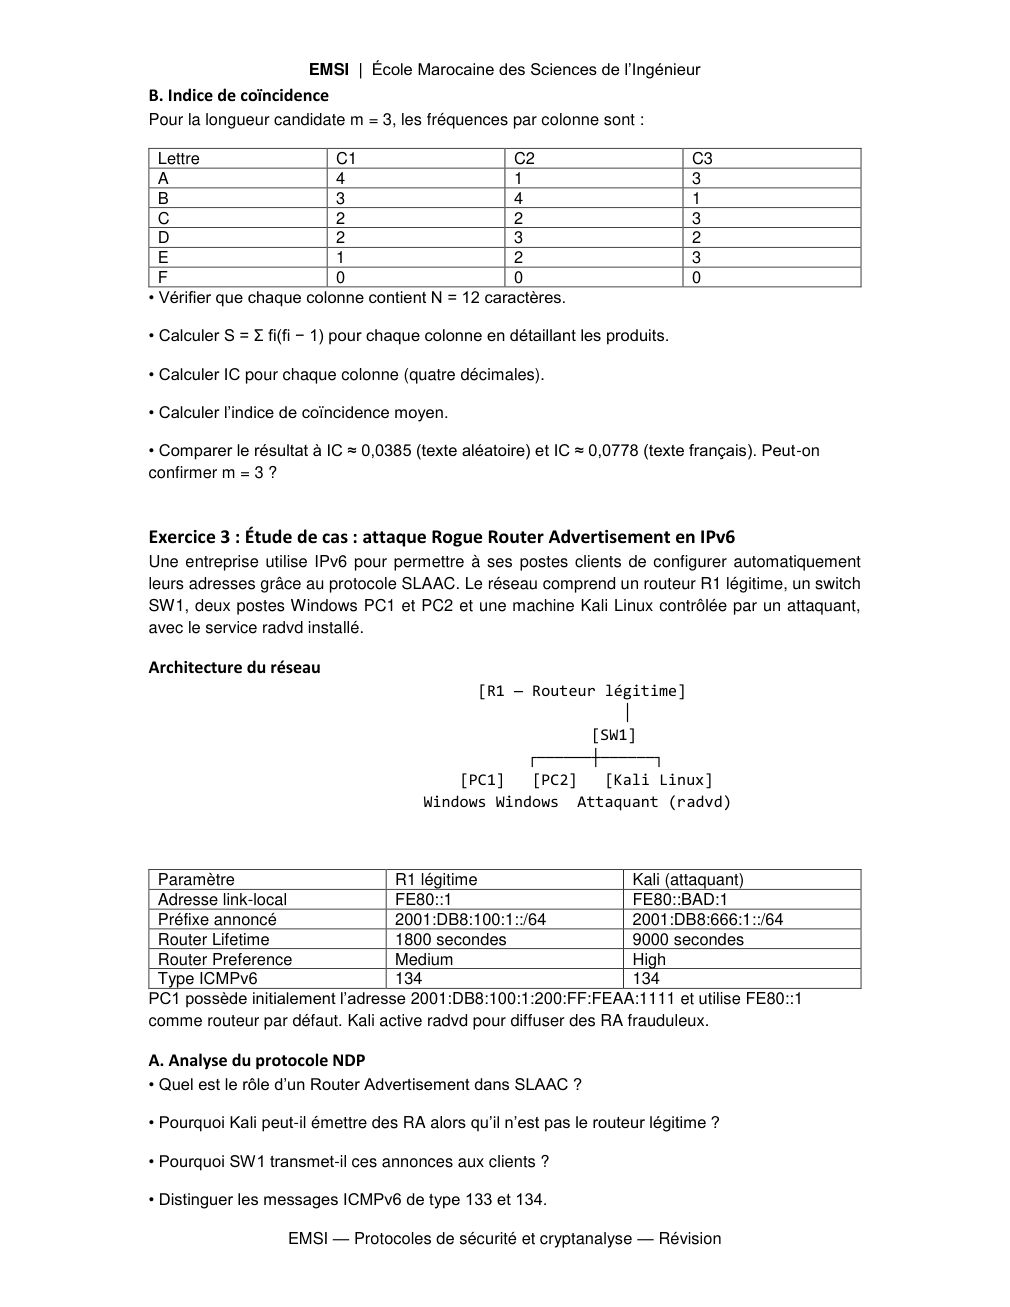 EMSI | École Marocaine des Sciences de l’Ingénieur
B. Indice de coïncidence
Pour la longueur candidate m = 3, les fréquences par colonne sont :
Lettre C1 C2 C3
A 4 1 3
B 3 4 1
C 2 2 3
D 2 3 2
E 1 2 3
F 0 0 0
• Vérifier que chaque colonne contient N = 12 caractères.
• Calculer S = Σ fi(fi − 1) pour chaque colonne en détaillant les produits.
• Calculer IC pour chaque colonne (quatre décimales).
• Calculer l’indice de coïncidence moyen.
• Comparer le résultat à IC ≈ 0,0385 (texte aléatoire) et IC ≈ 0,0778 (texte français). Peut-on
confirmer m = 3 ?
Exercice 3 : Étude de cas : attaque Rogue Router Advertisement en IPv6
Une entreprise utilise IPv6 pour permettre à ses postes clients de configurer automatiquement
leurs adresses grâce au protocole SLAAC. Le réseau comprend un routeur R1 légitime, un switch
SW1, deux postes Windows PC1 et PC2 et une machine Kali Linux contrôlée par un attaquant,
avec le service radvd installé.
Architecture du réseau
[R1 – Routeur légitime]
[SW1]
[PC1] [PC2] [Kali Linux]
Windows Windows Attaquant (radvd)
Paramètre R1 légitime Kali (attaquant)
Adresse link-local FE80::1 FE80::BAD:1
Préfixe annoncé 2001:DB8:100:1::/64 2001:DB8:666:1::/64
Router Lifetime 1800 secondes 9000 secondes
Router Preference Medium High
Type ICMPv6 134 134
PC1 possède initialement l’adresse 2001:DB8:100:1:200:FF:FEAA:1111 et utilise FE80::1
comme routeur par défaut. Kali active radvd pour diffuser des RA frauduleux.
A. Analyse du protocole NDP
• Quel est le rôle d’un Router Advertisement dans SLAAC ?
• Pourquoi Kali peut-il émettre des RA alors qu’il n’est pas le routeur légitime ?
• Pourquoi SW1 transmet-il ces annonces aux clients ?
• Distinguer les messages ICMPv6 de type 133 et 134.
EMSI — Protocoles de sécurité et cryptanalyse — Révision